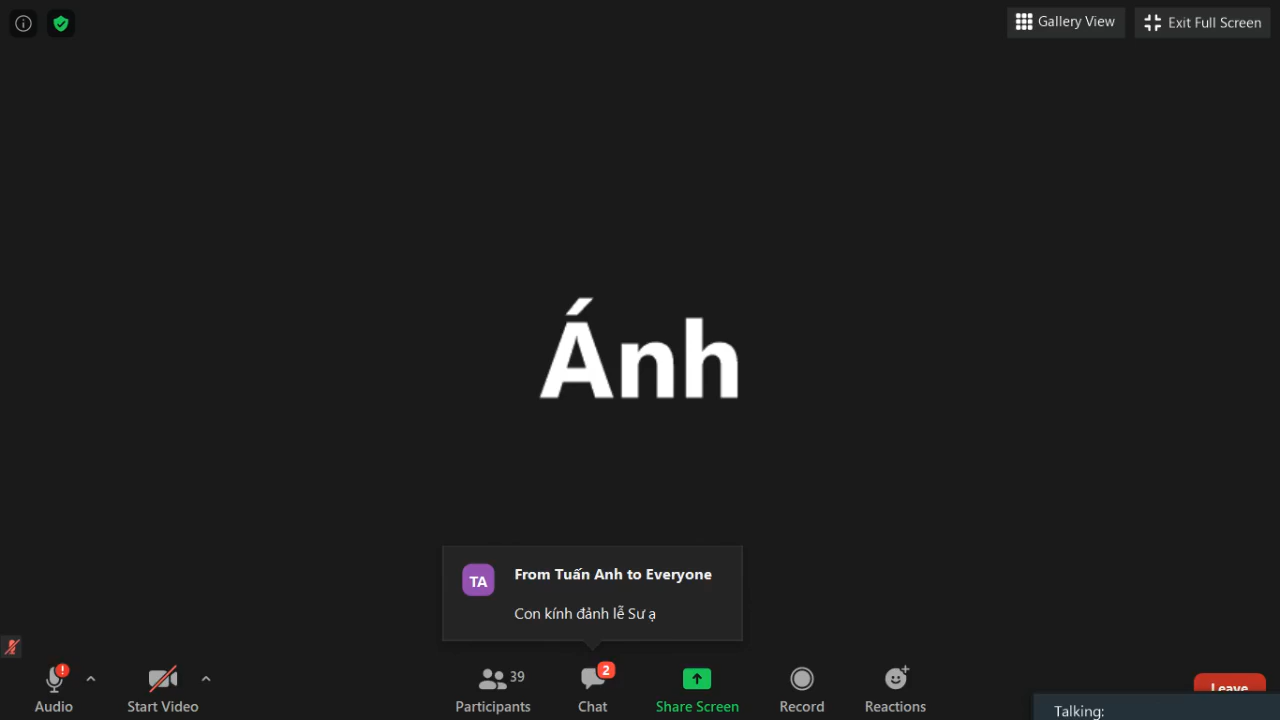 Gallery View
Exit Full Screen
Ánh
TA
From Tuấn Anh to Everyone
Con kính đảnh lễ Sư ạ
39
2
Audio
Start Video
Participants
Chat
Share Screen
Record
Reactions
Leave
Talking: